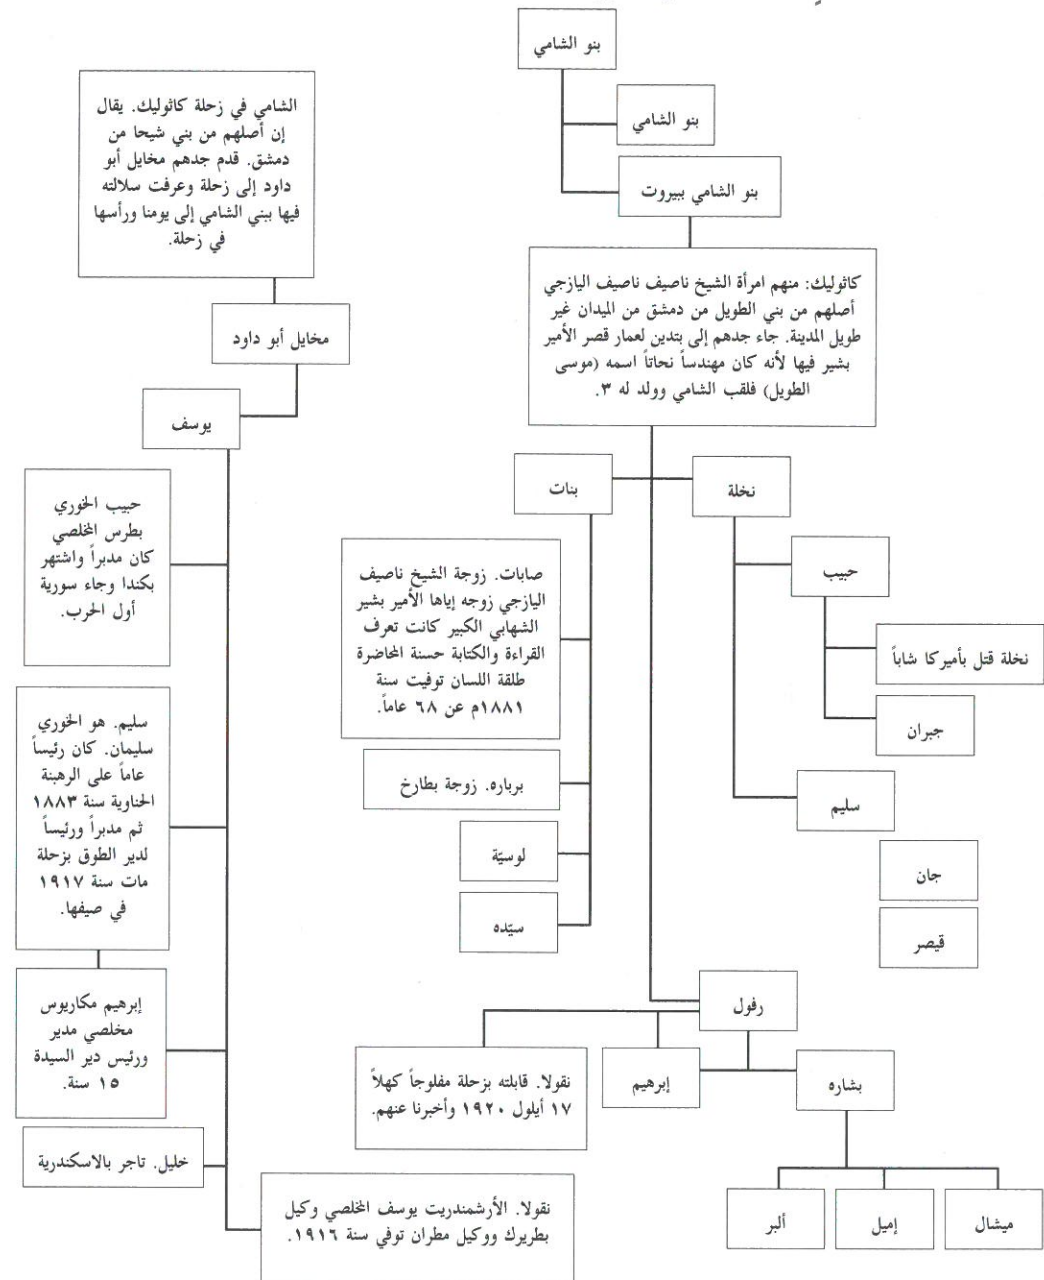 بنو الشامي
بنو الشامي
بنو الشامي ببيروت
كاثوليك: منهم امرأة الشيخ ناصيف ناصيف اليازجي
أصلهم من بني الطويل من دمشق من الميدان غير
طويل المدينة. جاء جدهم إلى بتدين لعمار قصر الأمير
بشير فيها لأنه كان مهندساً نحاتاً اسمه (موسى
الطويل) فلقب الشامي وولد له ٣.
نخلة
حبيب
نخلة قتل بأميركا شاباً
جبران
سليم
جان
قيصر
بنات
صابات. زوجة الشيخ ناصيف
اليازجي زوجه إياها الأمير بشير
الشهابي الكبير كانت تعرف
القراءة والكتابة حسنة المحاضرة
طلقة اللسان توفيت سنة
١٨٨١م عن ٦٨ عاماً.
برباره. زوجة بطارخ
لوسيّة
سيّده
رفول
بشاره
إبرهيم
نقولا. قابلته بزحلة مفلوجاً كهلاً
١٧ أيلول ١٩٢٠ وأخبرنا عنهم.
ميشال
إميل
ألبر
الشامي في زحلة كاثوليك. يقال
إن أصلهم من بني شيحا من
دمشق. قدم جدهم مخايل أبو
داود إلى زحلة وعرفت سلالته
فيها ببني الشامي إلى يومنا ورأسها
في زحلة.
مخايل أبو داود
يوسف
حبيب الخوري
بطرس المخلصي
كان مدبراً واشتهر
بكندا وجاء سورية
أول الحرب.
سليم. هو الخوري
سليمان. كان رئيساً
عاماً على الرهبنة
الحناوية سنة ١٨٨٣
ثم مدبراً ورئيساً
لدير الطوق بزحلة
مات سنة ١٩١٧
في صيفها.
إبرهيم مكاريوس
مخلصي مدير
ورئيس دير السيدة
١٥ سنة.
خليل. تاجر بالاسكندرية
نقولا. الأرشمندريت يوسف المخلصي وكيل
بطريرك ووكيل مطران توفي سنة ١٩١٦.